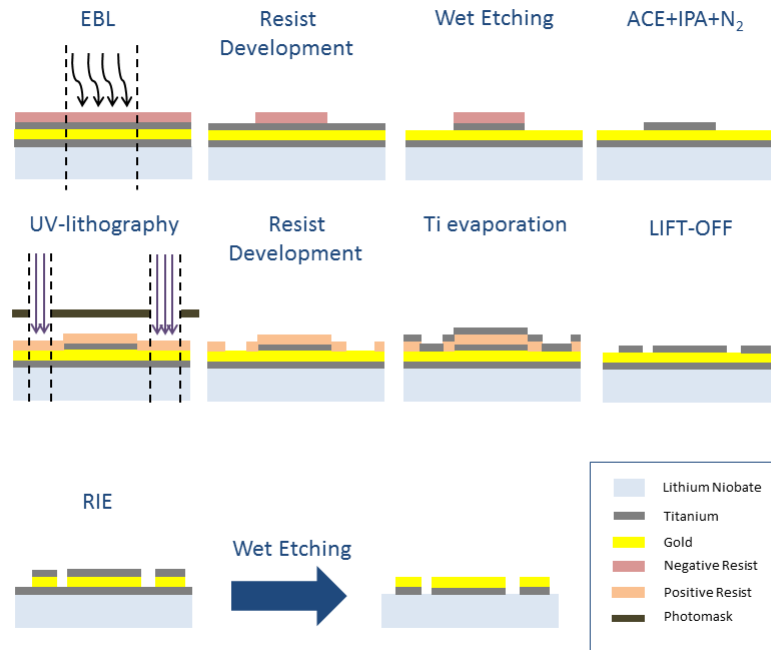 EBL
Resist
Development
Wet Etching
ACE+IPA+N2
UV-lithography
Resist
Development
Ti evaporation
LIFT-OFF
RIE
Wet Etching
Lithium Niobate
Titanium
Gold
Negative Resist
Positive Resist
Photomask